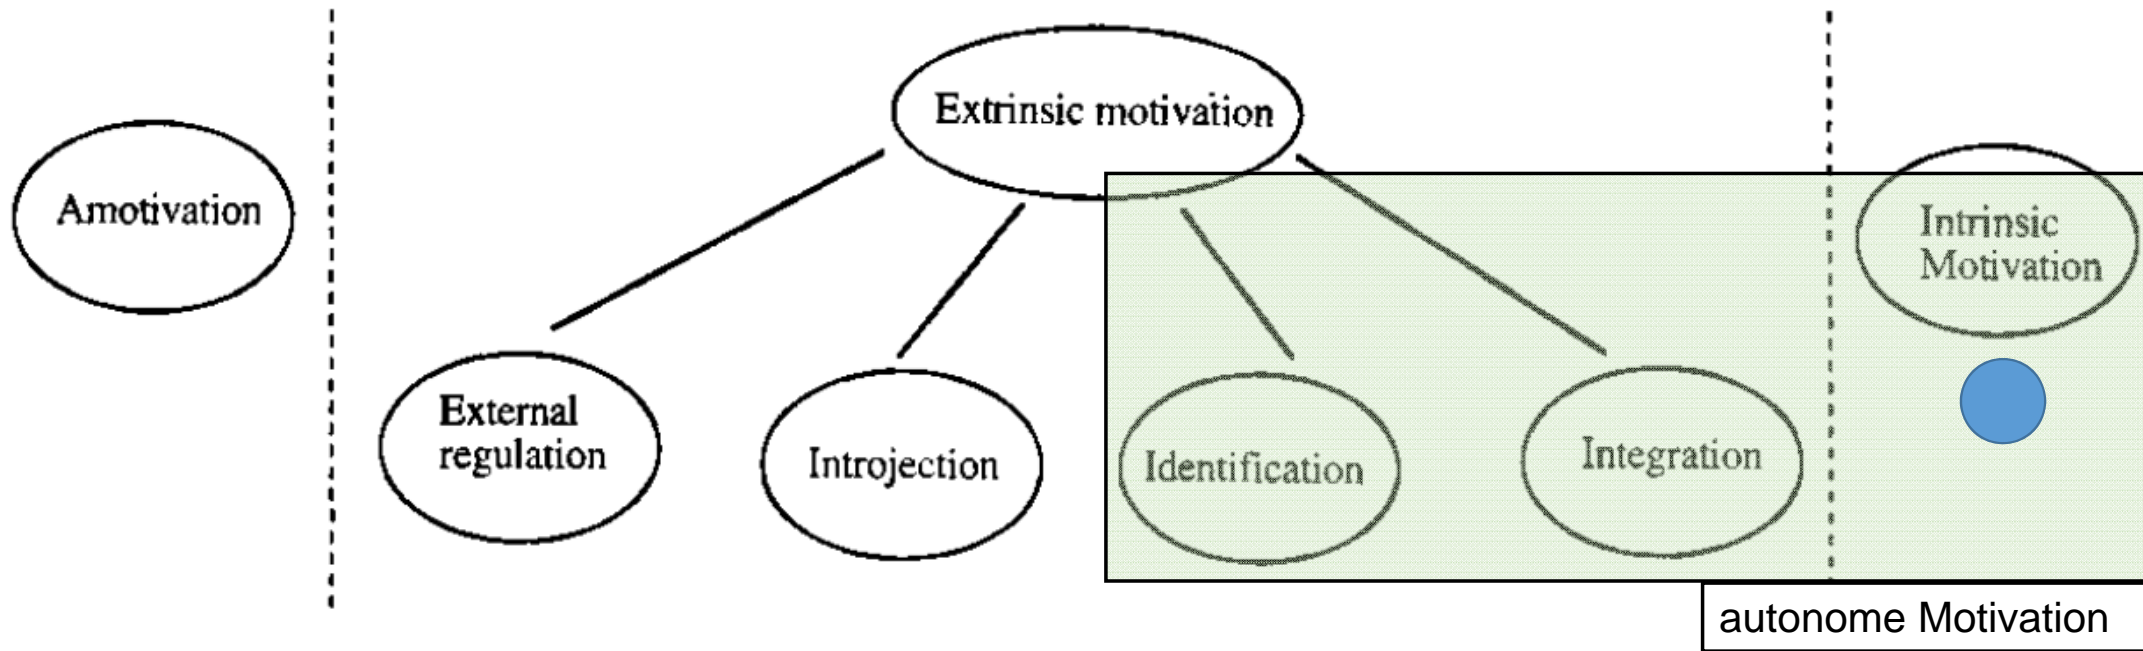 Extrinsic motivation
Amotivation
Intrinsic
Motivation
External
regulation
Introjection
Identification
Integration
autonome Motivation